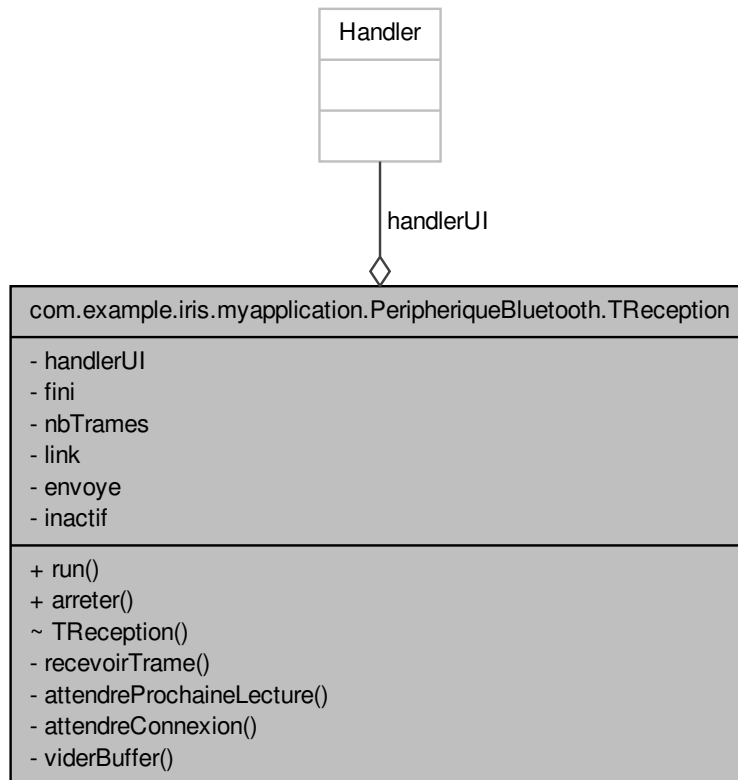 Handler
handlerUI
com.example.iris.myapplication.PeripheriqueBluetooth.TReception
- handlerUI
- fini
- nbTrames
- link
- envoye
- inactif
+ run()
+ arreter()
~ TReception()
- recevoirTrame()
- attendreProchaineLecture()
- attendreConnexion()
- viderBuffer()